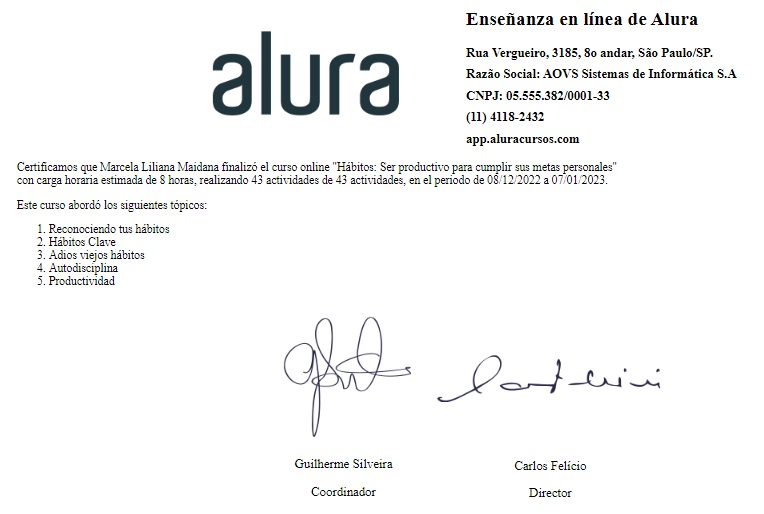 alura
Enseñanza en línea de Alura
Rua Vergueiro, 3185, 8o andar, São Paulo/SP.
Razão Social: AOVS Sistemas de Informática S.A
CNPJ: 05.555.382/0001-33
(11) 4118-2432
app.aluracursos.com
Certificamos que Marcela Liliana Maidana finalizó el curso online "Hábitos: Ser productivo para cumplir sus metas personales"
con carga horaria estimada de 8 horas, realizando 43 actividades de 43 actividades, en el periodo de 08/12/2022 a 07/01/2023.
Este curso abordó los siguientes tópicos:
1. Reconociendo tus hábitos
2. Hábitos Clave
3. Adios viejos hábitos
4. Autodisciplina
5. Productividad
Guilherme Silveira
Carlos Felício
Coordinador
Director